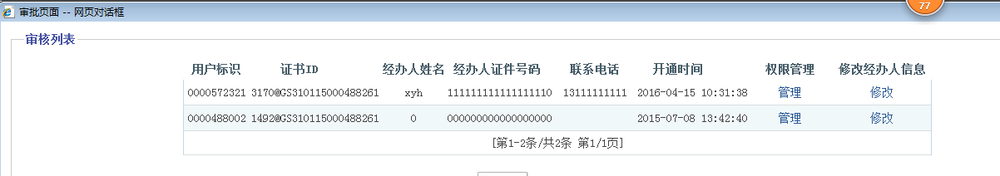 审批页面 -- 网页对话框
77
审核列表
用户标识 证书ID 经办人姓名 经办人证件号码 联系电话 开通时间 权限管理 修改经办人信息
0000572321 3170@GS310115000488261 xyh 111111111111111110 13111111111 2016-04-15 10:31:38 管理 修改
0000488002 1492@GS310115000488261 0 000000000000000000 2015-07-08 13:42:40 管理 修改
[第1-2条/共2条 第1/1页]